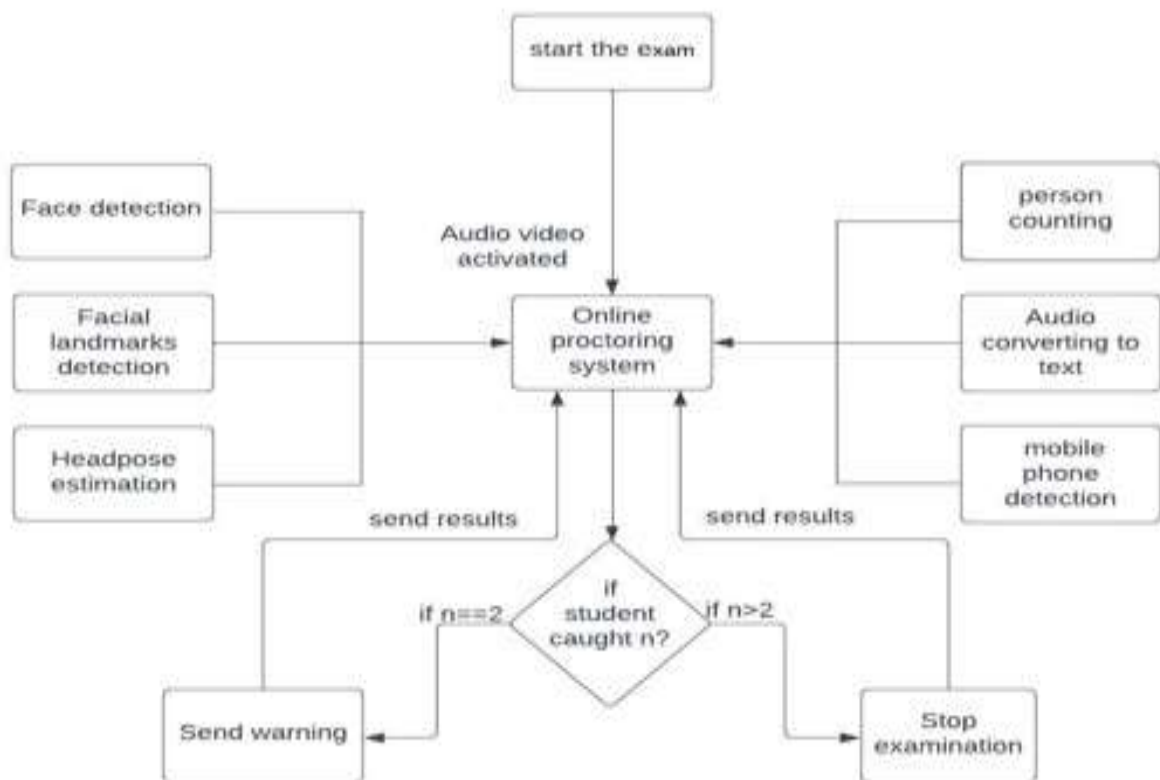 start the exam
Face detection
person
counting
Audio video
activated
Facial
landmarks
detection
Online
proctoring
system
Audio
converting to
text
Headpose
estimation
mobile
phone
detection
send results
send results
if n==2
if
student
caught n?
if n>2
Send warning
Stop
examination